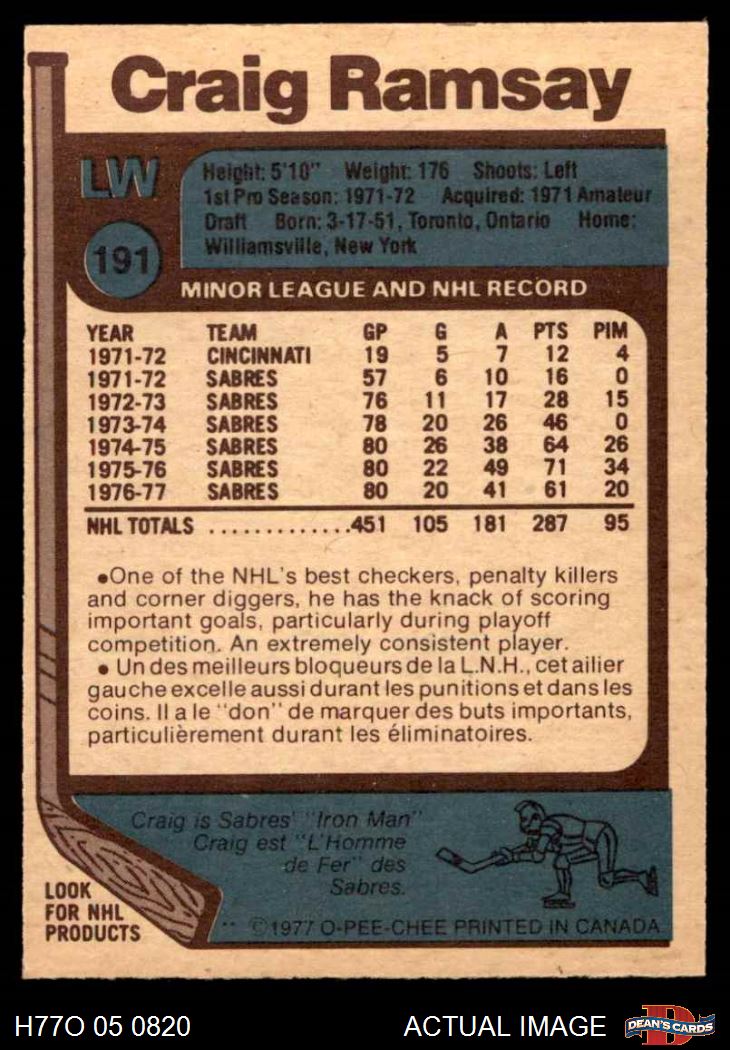 Craig Ramsay
LW
Height: 5'10" Weight: 176 Shoots: Left
1st Pro Season: 1971-72 Acquired: 1971 Amateur
Draft Born: 3-17-51, Toronto, Ontario Home:
Williamsville, New York
191
MINOR LEAGUE AND NHL RECORD
YEAR TEAM GP G A PTS PIM
1971-72 CINCINNATI 19 5 7 12 4
1971-72 SABRES 57 6 10 16 0
1972-73 SABRES 76 11 17 28 15
1973-74 SABRES 78 20 26 46 0
1974-75 SABRES 80 26 38 64 26
1975-76 SABRES 80 22 49 71 34
1976-77 SABRES 80 20 41 61 20
NHL TOTALS .............451 105 181 287 95
•One of the NHL's best checkers, penalty killers
and corner diggers, he has the knack of scoring
important goals, particularly during playoff
competition. An extremely consistent player.
• Un des meilleurs bloqueurs de la L.N.H., cet ailier
gauche excelle aussi durant les punitions et dans les
coins. Il a le "don" de marquer des buts importants,
particulièrement durant les éliminatoires.
Craig is Sabres' "Iron Man"
Craig est "L'Homme
de Fer" des
Sabres.
LOOK
FOR NHL
PRODUCTS
** ©1977 O-PEE-CHEE PRINTED IN CANADA
H77O 05 0820
ACTUAL IMAGE
D
DEAN'S CARDS